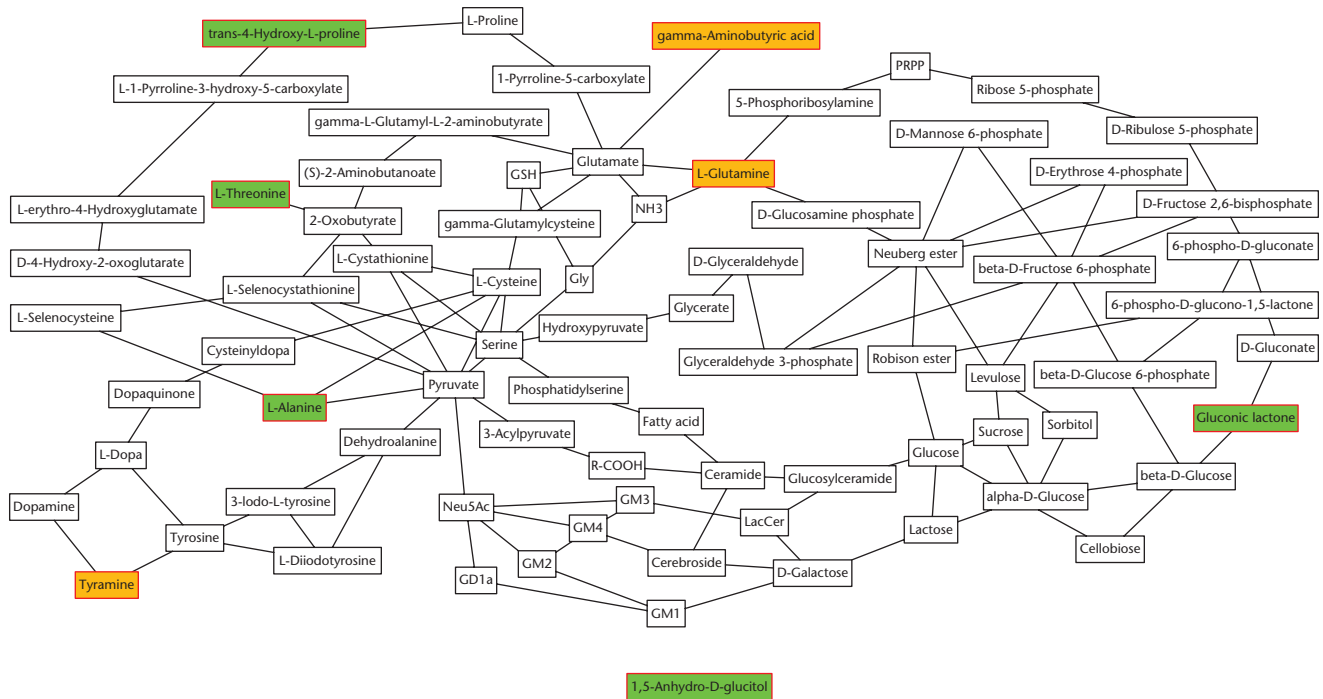 L-Proline
trans-4-Hydroxy-L-proline
gamma-Aminobutyric acid
PRPP
1-Pyrroline-5-carboxylate
L-1-Pyrroline-3-hydroxy-5-carboxylate
Ribose 5-phosphate
5-Phosphoribosylamine
gamma-L-Glutamyl-L-2-aminobutyrate
D-Mannose 6-phosphate
D-Ribulose 5-phosphate
Glutamate
(S)-2-Aminobutanoate
GSH
L-Glutamine
D-Erythrose 4-phosphate
L-Threonine
L-erythro-4-Hydroxyglutamate
2-Oxobutyrate
gamma-Glutamylcysteine
NH3
D-Glucosamine phosphate
D-Fructose 2,6-bisphosphate
6-phospho-D-gluconate
L-Cystathionine
D-4-Hydroxy-2-oxoglutarate
D-Glyceraldehyde
Neuberg ester
beta-D-Fructose 6-phosphate
L-Cysteine
Gly
L-Selenocystathionine
Glycerate
6-phospho-D-glucono-1,5-lactone
L-Selenocysteine
Hydroxypyruvate
Cysteinyldopa
Serine
Glyceraldehyde 3-phosphate
Robison ester
D-Gluconate
Dopaquinone
Pyruvate
Phosphatidylserine
Levulose
beta-D-Glucose 6-phosphate
L-Alanine
Gluconic lactone
Fatty acid
Sucrose
Sorbitol
Dehydroalanine
3-Acylpyruvate
L-Dopa
R-COOH
Ceramide
Glucosylceramide
Glucose
beta-D-Glucose
3-Iodo-L-tyrosine
alpha-D-Glucose
Dopamine
Neu5Ac
GM3
GM4
LacCer
Lactose
Tyrosine
L-Diiodotyrosine
GM2
Cerebroside
D-Galactose
Cellobiose
Tyramine
GD1a
GM1
1,5-Anhydro-D-glucitol